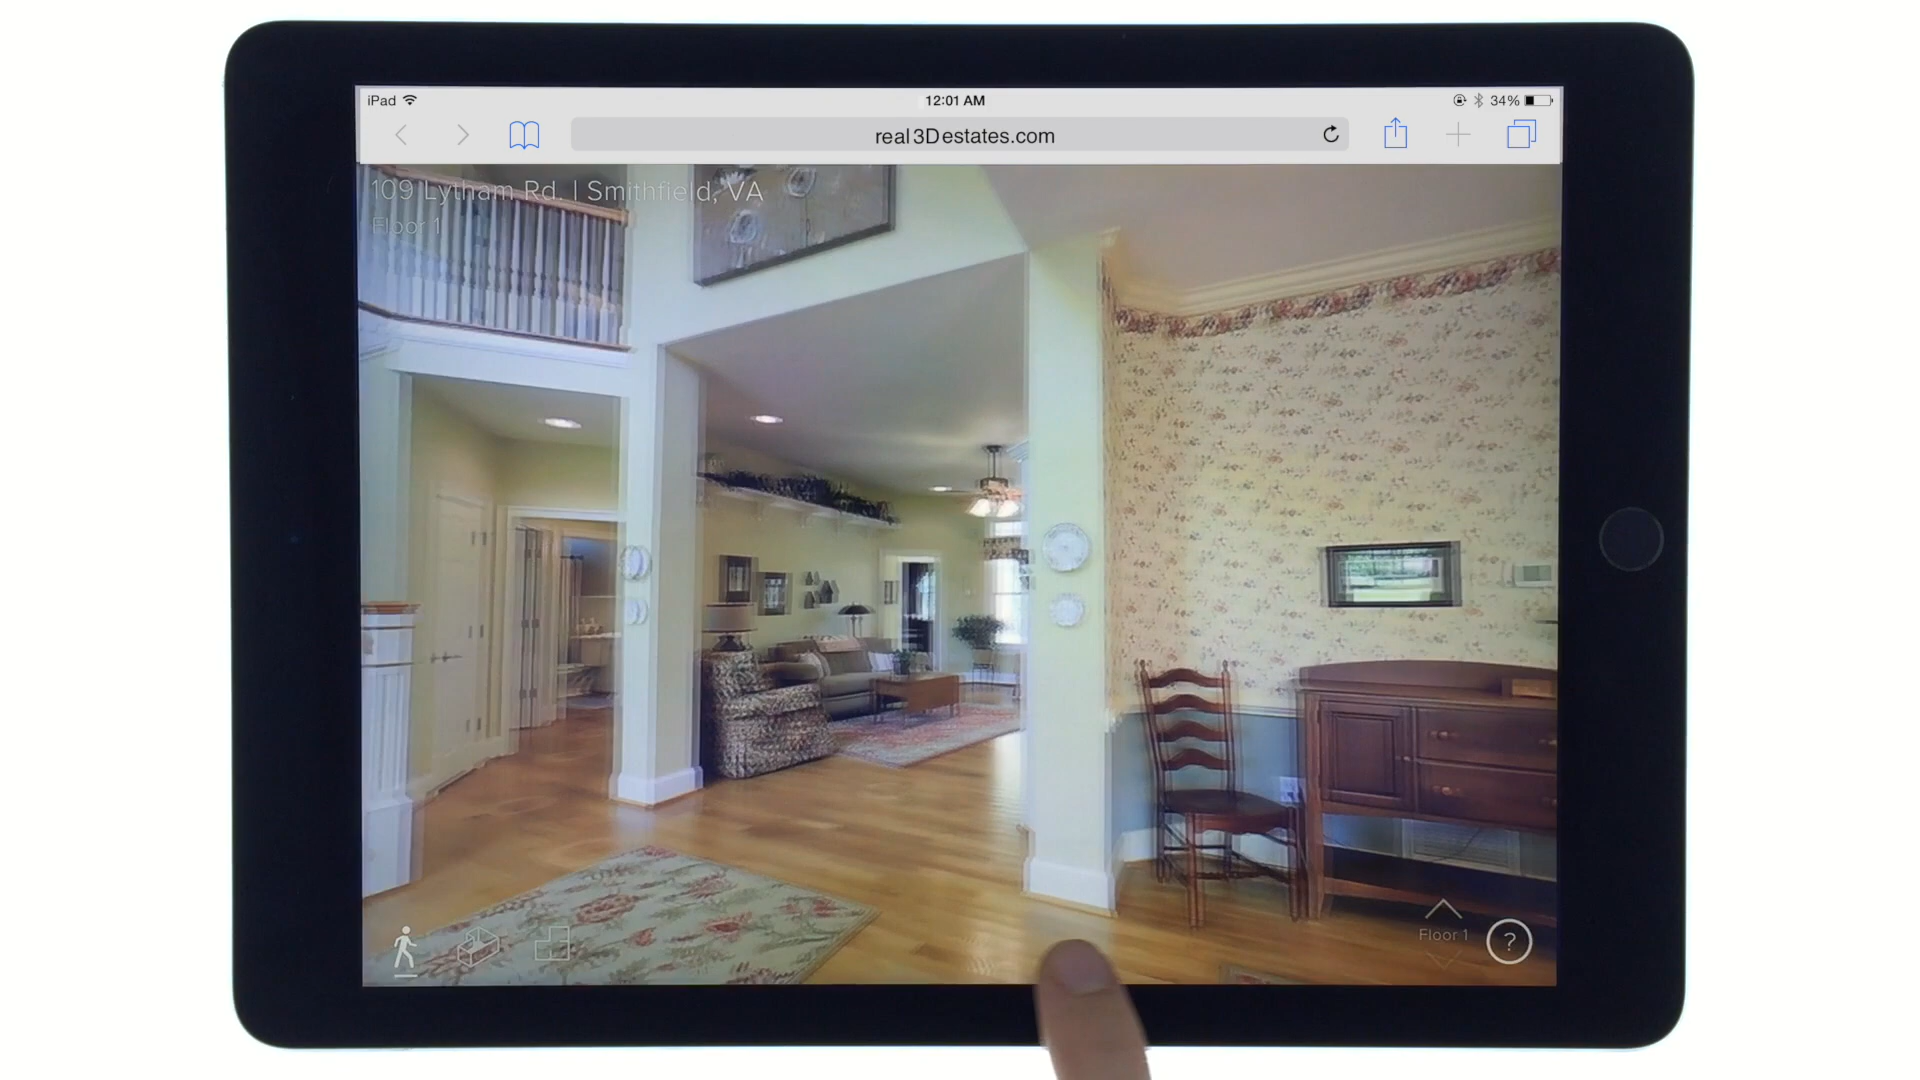 iPad
12:01 AM
34%
real3Destates.com
109 Lytham Rd. | Smithfield, VA
Floor 1
Floor 1
?